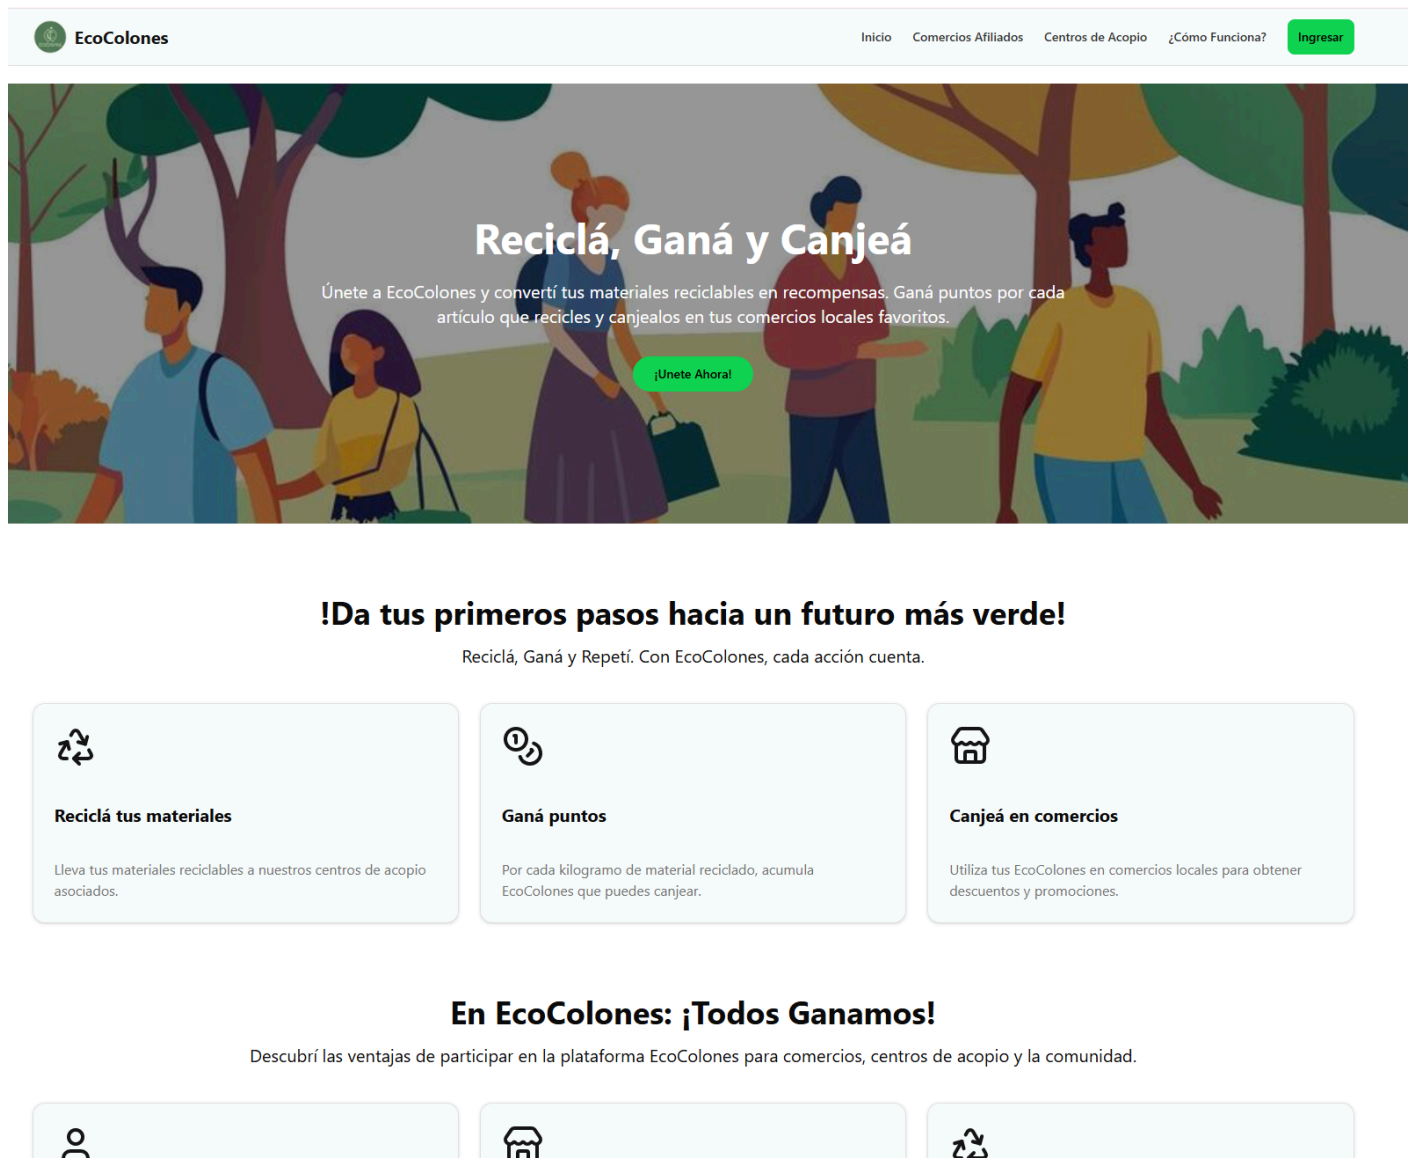 EcoColones
Inicio
Comercios Afiliados
Centros de Acopio
¿Cómo Funciona?
Ingresar
Reciclá, Ganá y Canjeá
Únete a EcoColones y convertí tus materiales reciclables en recompensas. Ganá puntos por cada
artículo que recicles y canjealos en tus comercios locales favoritos.
¡Unete Ahora!
!Da tus primeros pasos hacia un futuro más verde!
Reciclá, Ganá y Repetí. Con EcoColones, cada acción cuenta.
Reciclá tus materiales
Lleva tus materiales reciclables a nuestros centros de acopio
asociados.
Ganá puntos
Por cada kilogramo de material reciclado, acumula
EcoColones que puedes canjear.
Canjeá en comercios
Utiliza tus EcoColones en comercios locales para obtener
descuentos y promociones.
En EcoColones: ¡Todos Ganamos!
Descubrí las ventajas de participar en la plataforma EcoColones para comercios, centros de acopio y la comunidad.